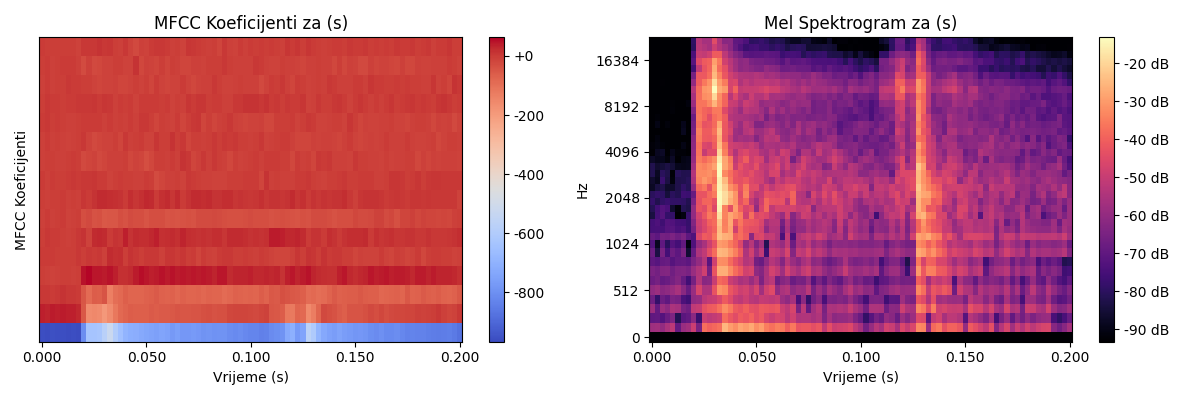 MFCC Koeficijenti za (s)
MFCC Koeficijenti
+0
-200
-400
-600
-800
0.000 0.050 0.100 0.150 0.200
Vrijeme (s)
Mel Spektrogram za (s)
Hz
16384
8192
4096
2048
1024
512
0
-20 dB
-30 dB
-40 dB
-50 dB
-60 dB
-70 dB
-80 dB
-90 dB
0.000 0.050 0.100 0.150 0.200
Vrijeme (s)